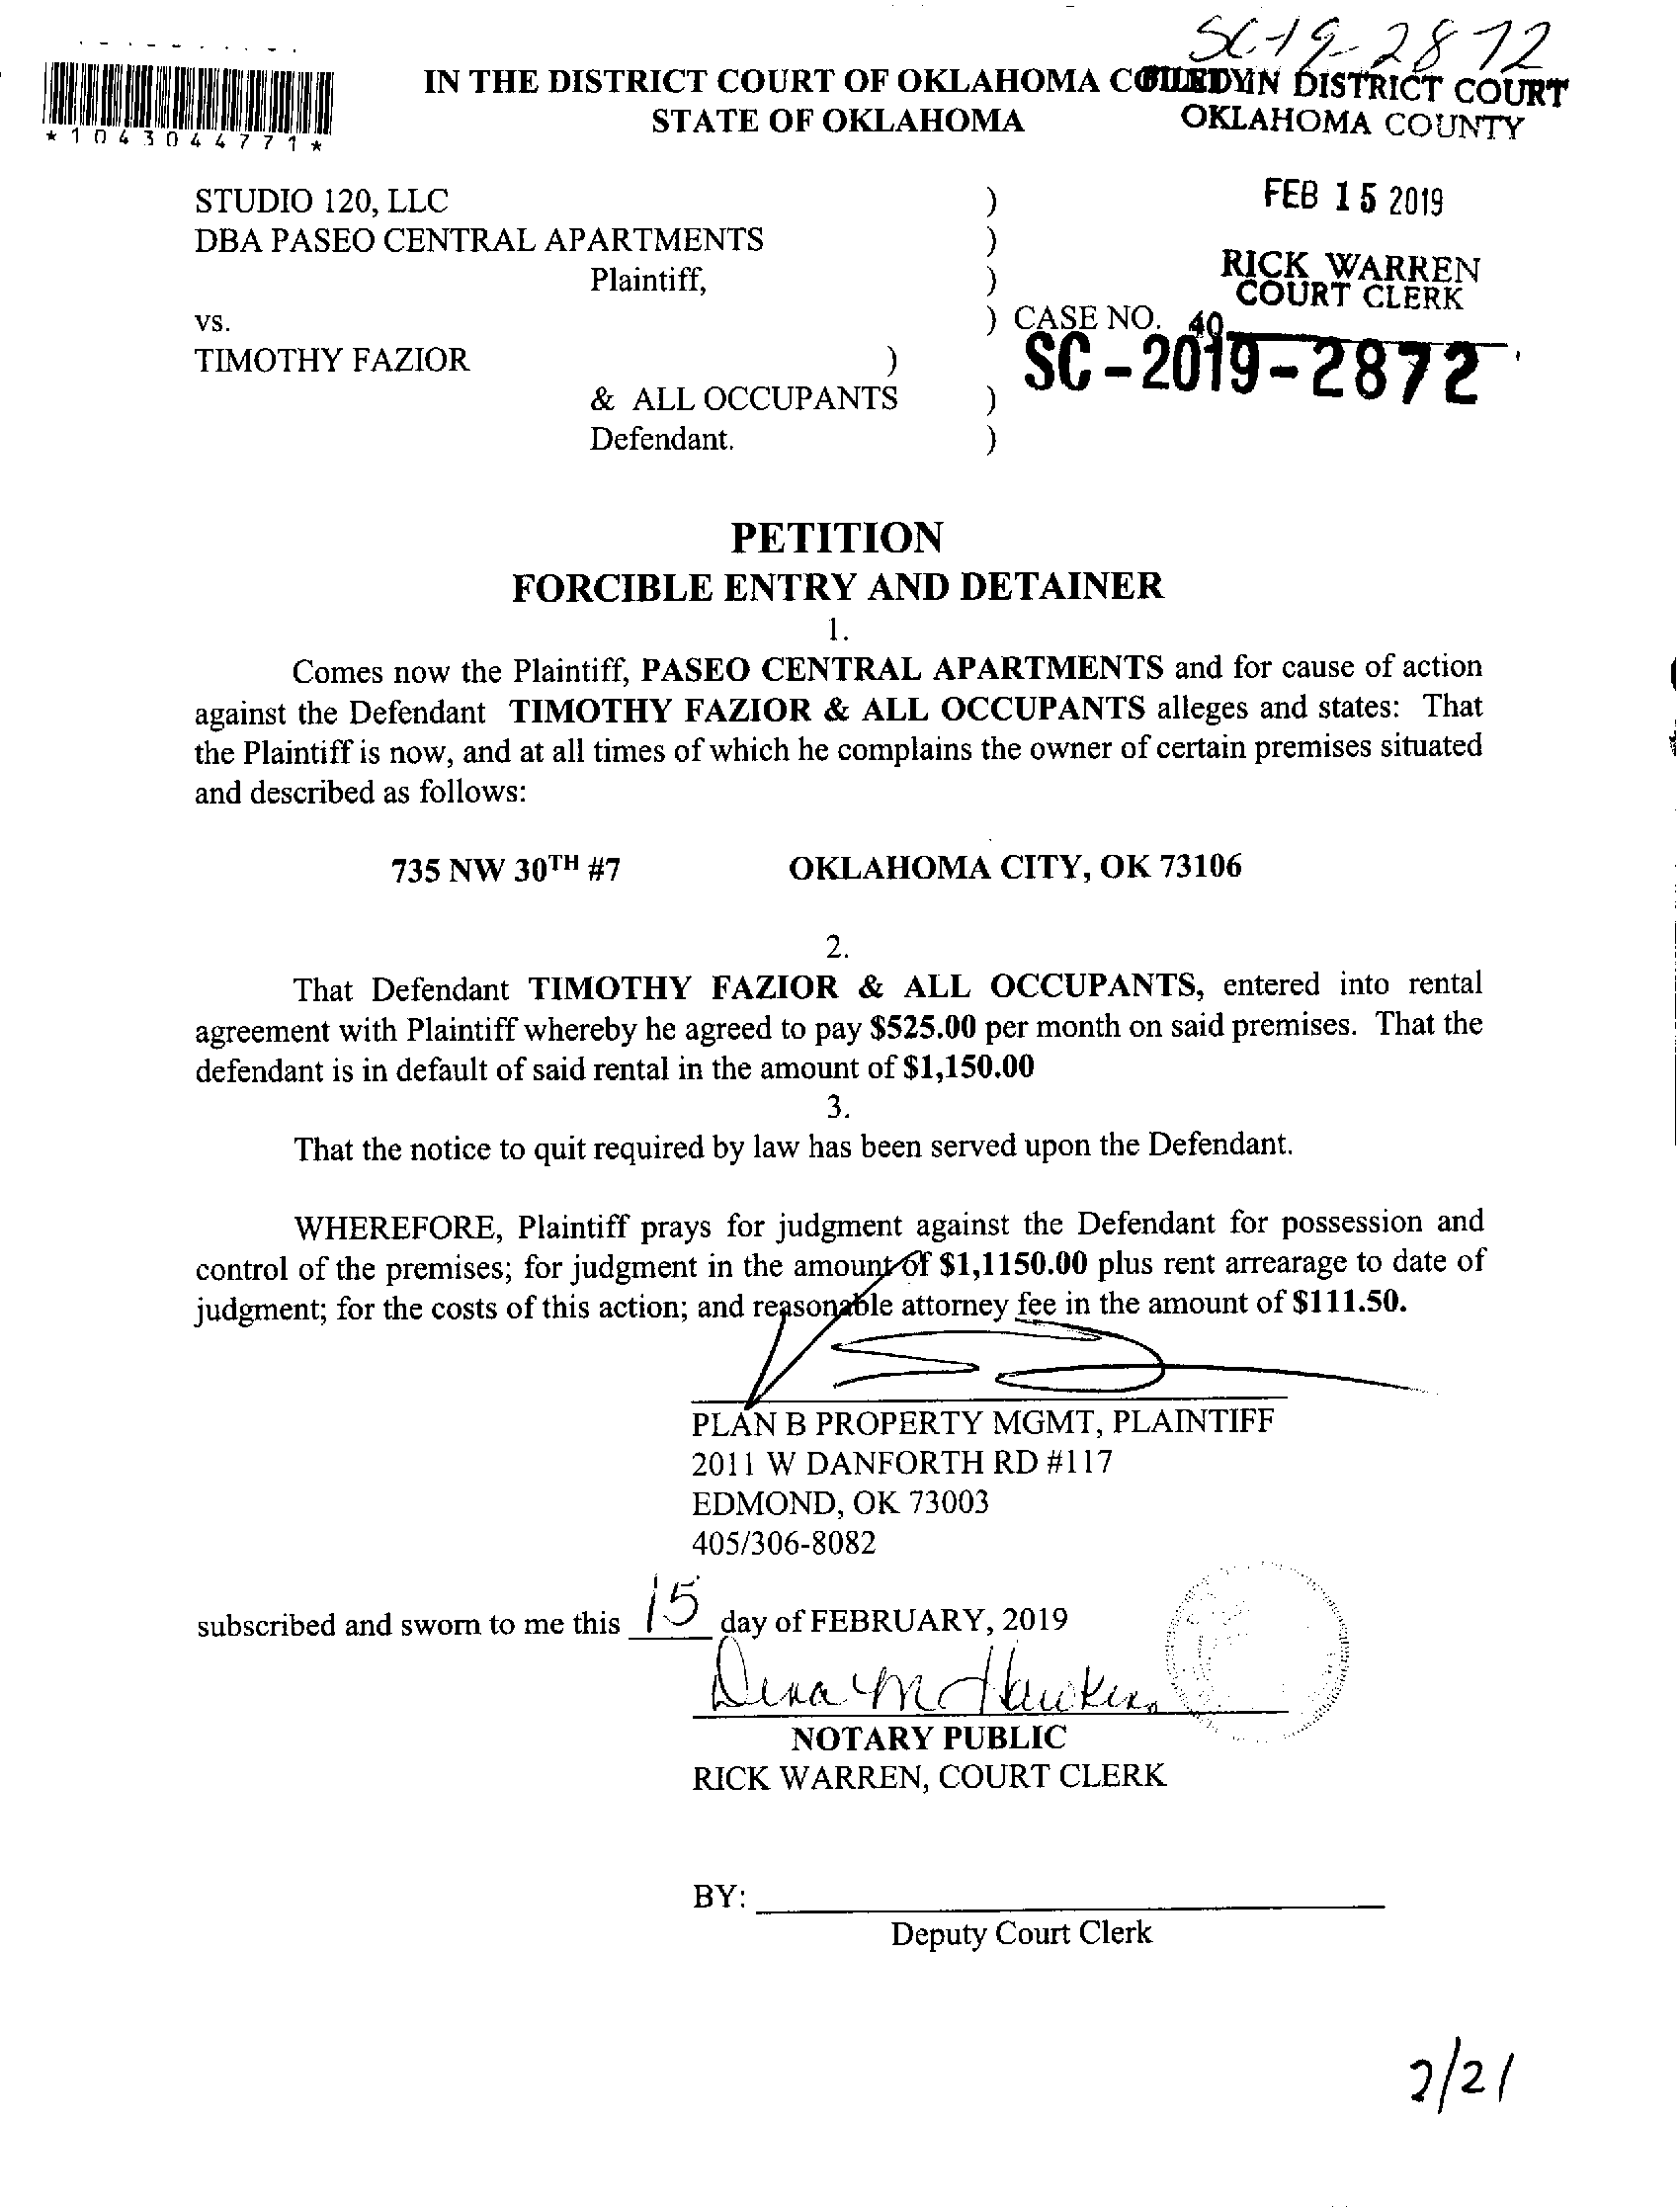 SC-19-2872
IN THE DISTRICT COURT OF OKLAHOMA COUNTY
STATE OF OKLAHOMA
FILED IN DISTRICT COURT
OKLAHOMA COUNTY
*1043044771*
FEB 15 2019
RICK WARREN
COURT CLERK
40
STUDIO 120, LLC )
DBA PASEO CENTRAL APARTMENTS )
Plaintiff, )
vs. ) CASE NO.
SC-2019-2872
TIMOTHY FAZIOR )
& ALL OCCUPANTS )
Defendant. )
PETITION
FORCIBLE ENTRY AND DETAINER
1.
Comes now the Plaintiff, PASEO CENTRAL APARTMENTS and for cause of action
against the Defendant TIMOTHY FAZIOR & ALL OCCUPANTS alleges and states: That
the Plaintiff is now, and at all times of which he complains the owner of certain premises situated
and described as follows:
735 NW 30TH #7 OKLAHOMA CITY, OK 73106
2.
That Defendant TIMOTHY FAZIOR & ALL OCCUPANTS, entered into rental
agreement with Plaintiff whereby he agreed to pay $525.00 per month on said premises. That the
defendant is in default of said rental in the amount of $1,150.00
3.
That the notice to quit required by law has been served upon the Defendant.
WHEREFORE, Plaintiff prays for judgment against the Defendant for possession and
control of the premises; for judgment in the amount of $1,1150.00 plus rent arrearage to date of
judgment; for the costs of this action; and reasonable attorney fee in the amount of $111.50.
PLAN B PROPERTY MGMT, PLAINTIFF
2011 W DANFORTH RD #117
EDMOND, OK 73003
405/306-8082
subscribed and sworn to me this 15 day of FEBRUARY, 2019
Dena M Hawkins
NOTARY PUBLIC
RICK WARREN, COURT CLERK
BY:
Deputy Court Clerk
2/21